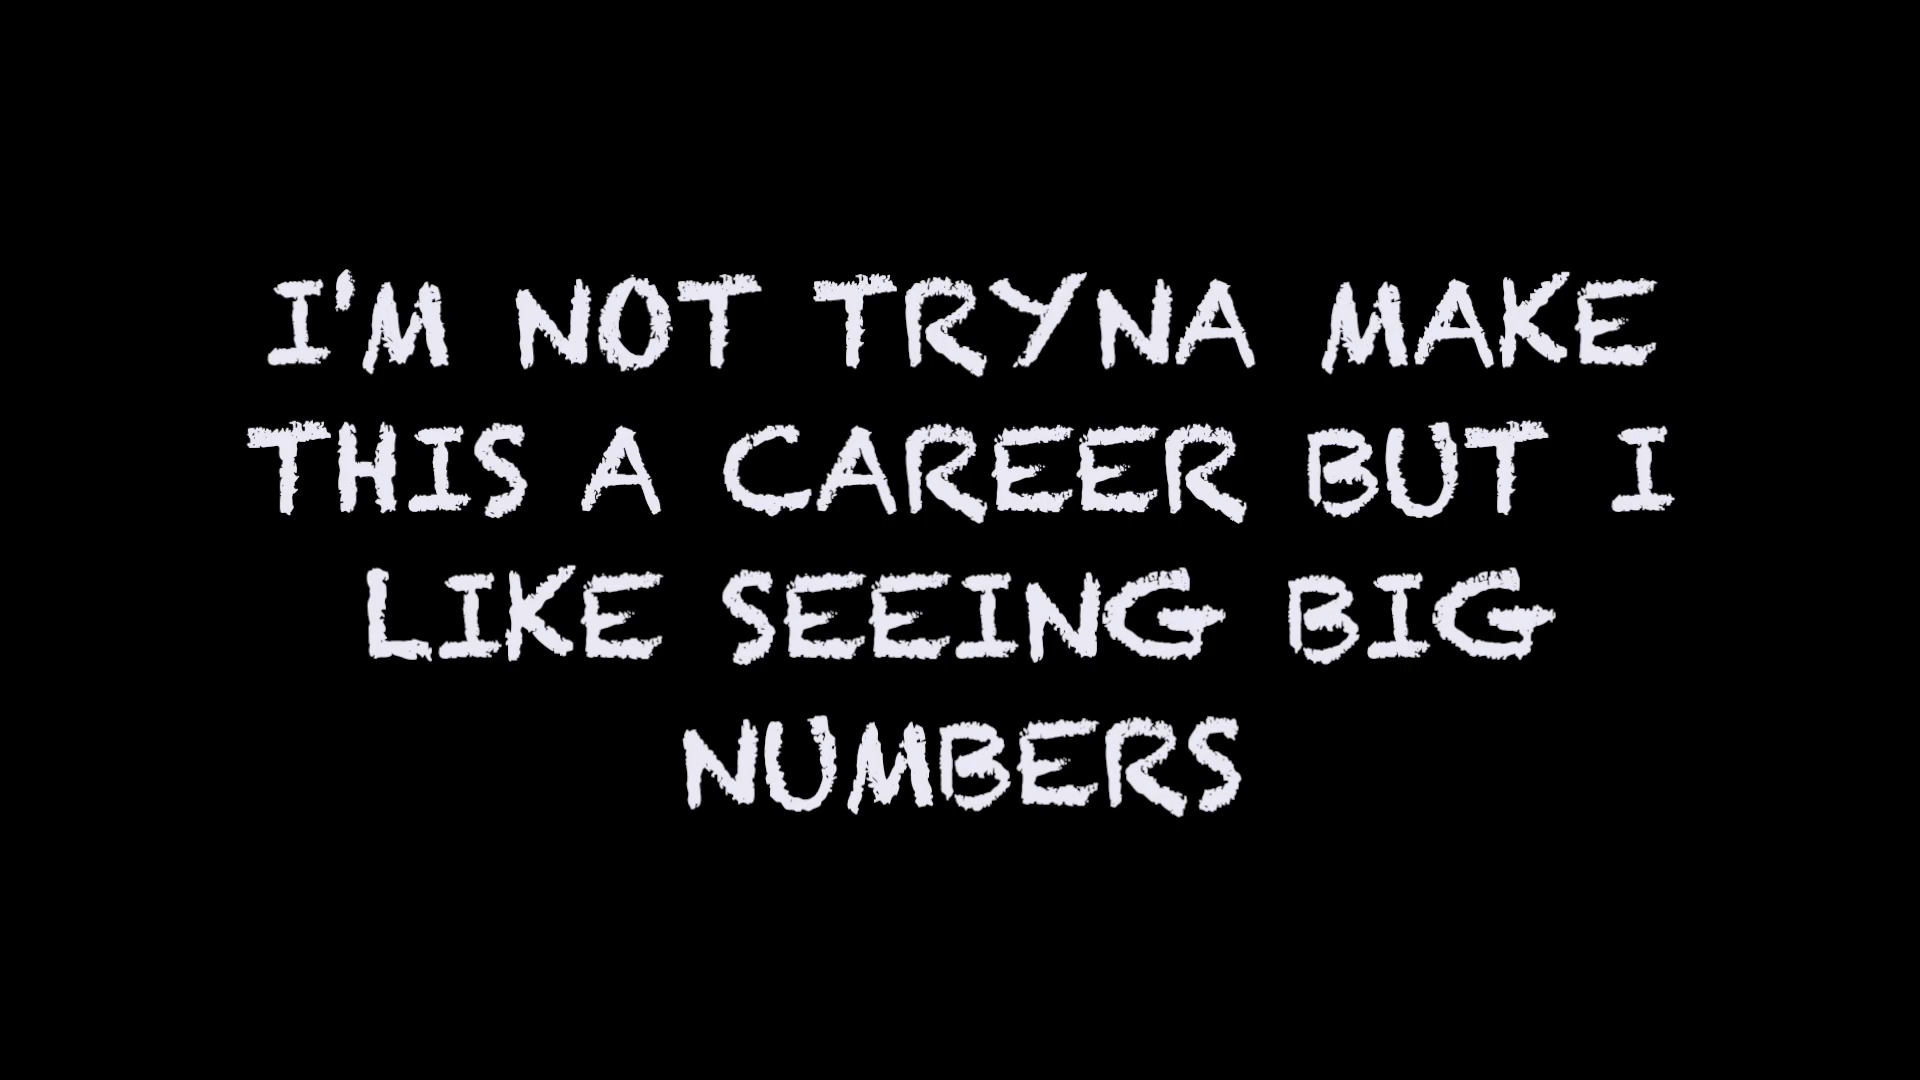 I'M NOT TRYNA MAKE
THIS A CAREER BUT I
LIKE SEEING BIG
NUMBERS